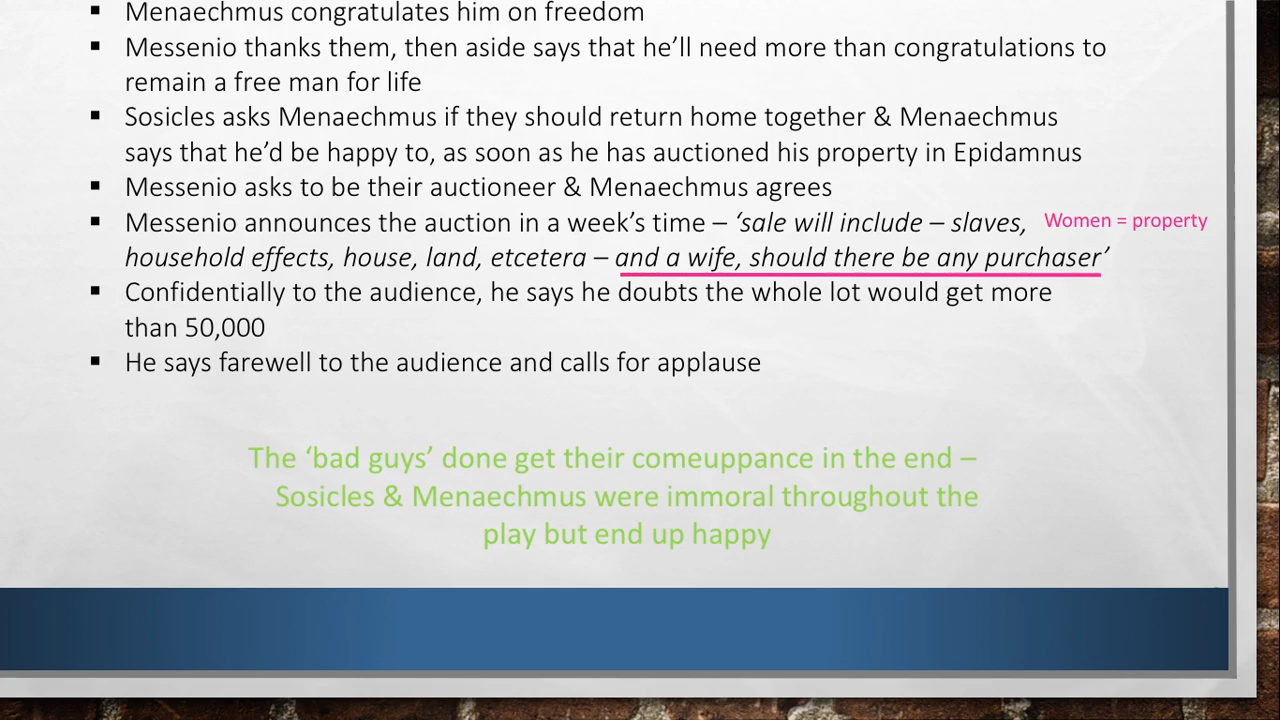 ▪ Menaechmus congratulates him on freedom
▪ Messenio thanks them, then aside says that he’ll need more than congratulations to
remain a free man for life
▪ Sosicles asks Menaechmus if they should return home together & Menaechmus
says that he’d be happy to, as soon as he has auctioned his property in Epidamnus
▪ Messenio asks to be their auctioneer & Menaechmus agrees
▪ Messenio announces the auction in a week’s time – ‘sale will include – slaves,
Women = property
household effects, house, land, etcetera – and a wife, should there be any purchaser’
▪ Confidentially to the audience, he says he doubts the whole lot would get more
than 50,000
▪ He says farewell to the audience and calls for applause
The ‘bad guys’ done get their comeuppance in the end –
Sosicles & Menaechmus were immoral throughout the
play but end up happy